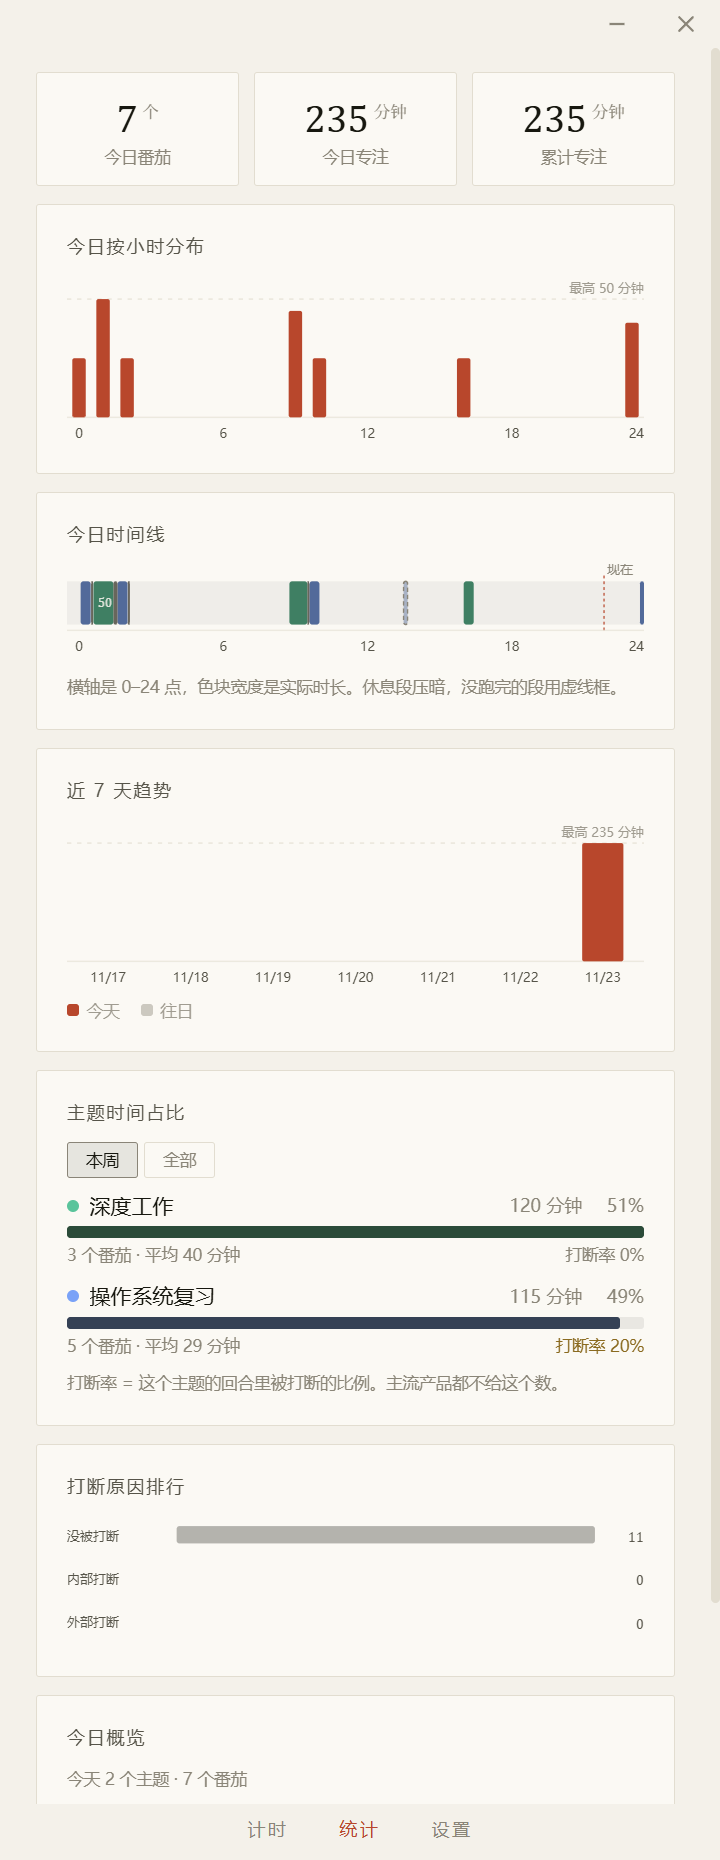 7 个
今日番茄
235 分钟
今日专注
235 分钟
累计专注
今日按小时分布
最高 50 分钟
0 6 12 18 24
今日时间线
现在
50
0 6 12 18 24
横轴是 0–24 点，色块宽度是实际时长。休息段压暗，没跑完的段用虚线框。
近 7 天趋势
最高 235 分钟
11/17 11/18 11/19 11/20 11/21 11/22 11/23
今天 往日
主题时间占比
本周 全部
深度工作 120 分钟 51%
3 个番茄 · 平均 40 分钟 打断率 0%
操作系统复习 115 分钟 49%
5 个番茄 · 平均 29 分钟 打断率 20%
打断率 = 这个主题的回合里被打断的比例。主流产品都不给这个数。
打断原因排行
没被打断 11
内部打断 0
外部打断 0
今日概览
今天 2 个主题 · 7 个番茄
计时 统计 设置